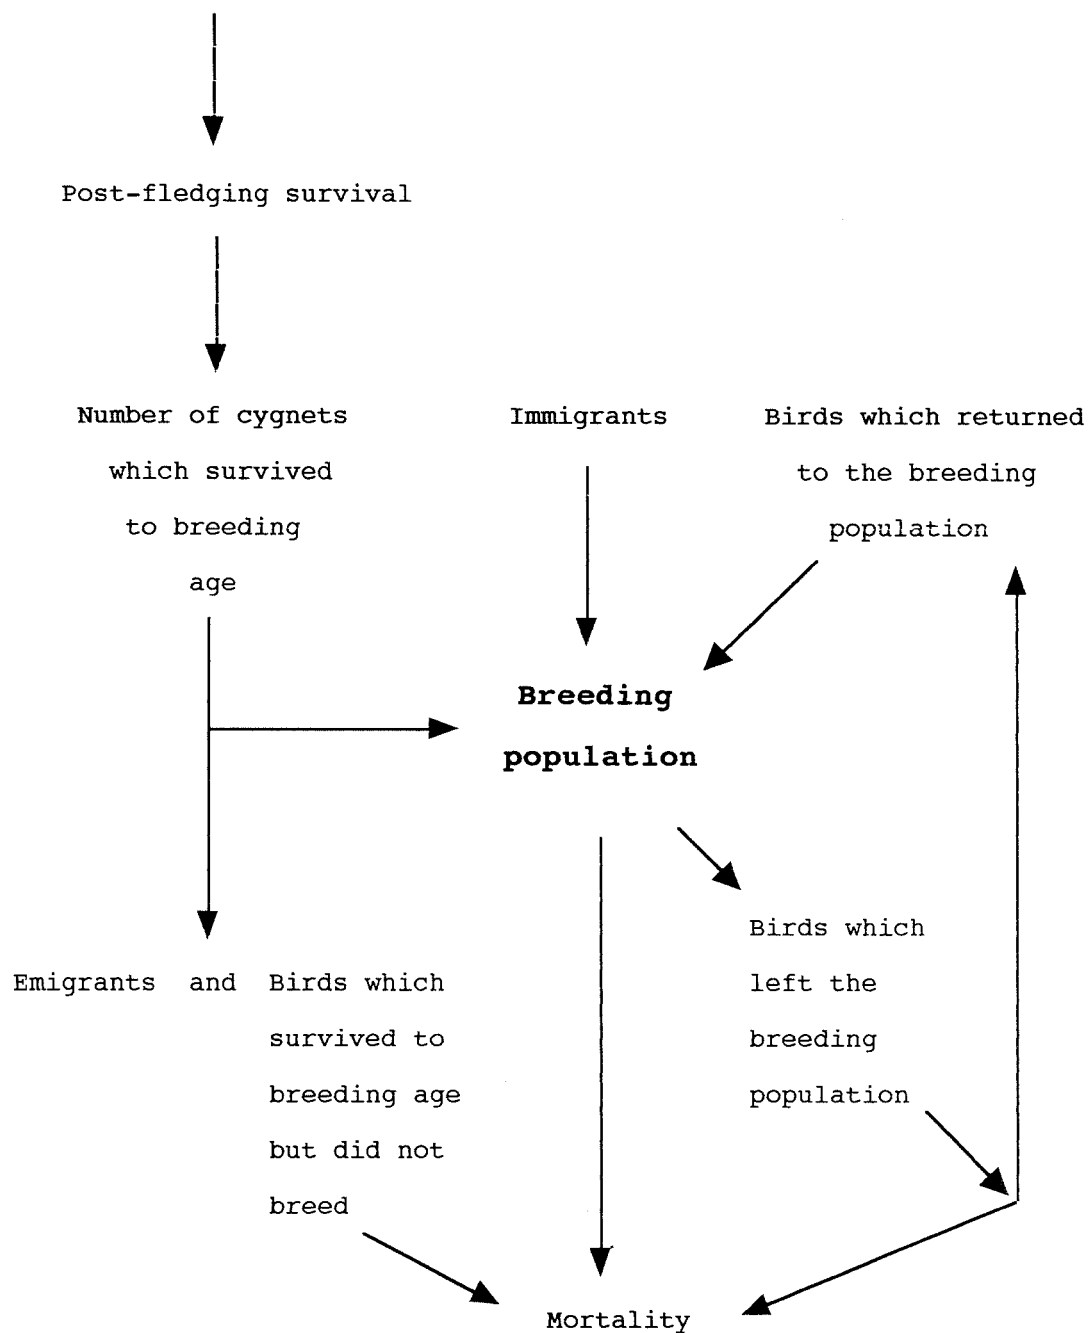 Post-fledging survival
Number of cygnets
which survived
to breeding
age
Immigrants
Birds which returned
to the breeding
population
Breeding
population
Birds which
left the
breeding
population
Emigrants and Birds which
survived to
breeding age
but did not
breed
Mortality